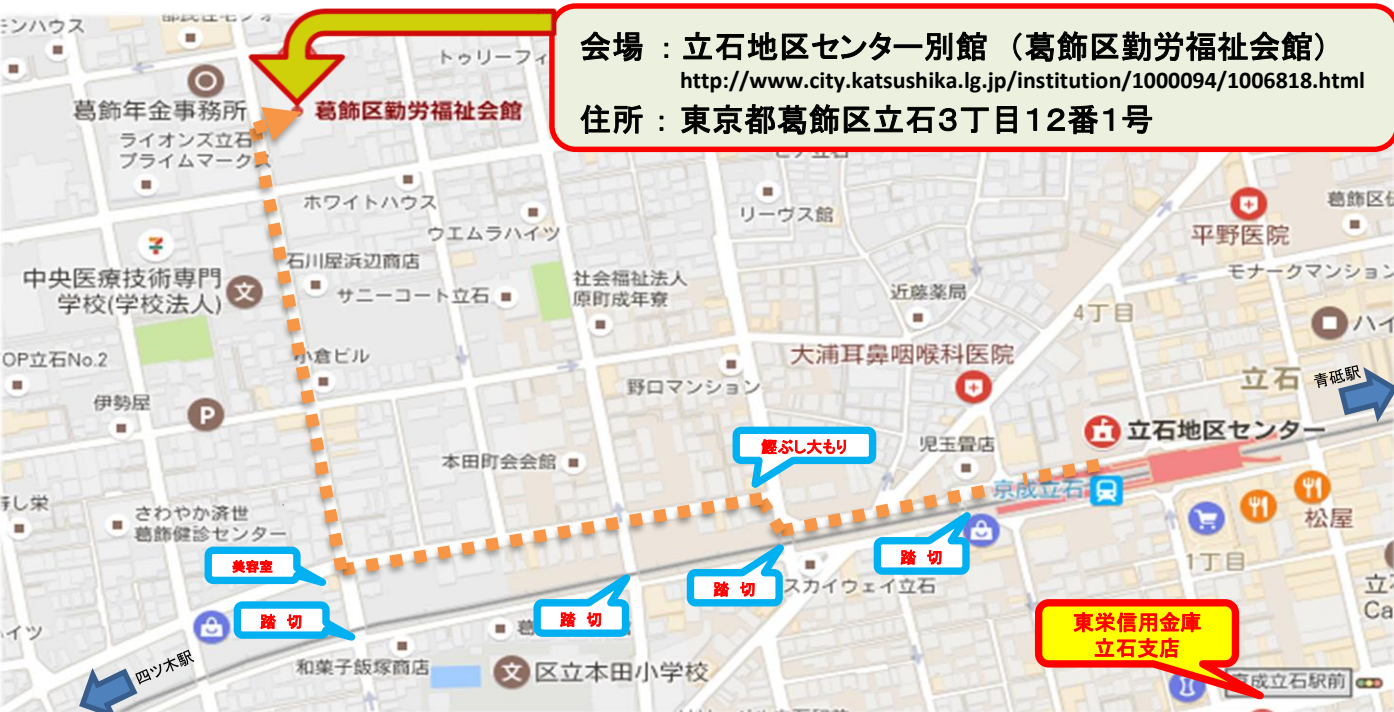 会場 ：立石地区センター別館 （葛飾区勤労福祉会館）
http://www.city.katsushika.lg.jp/institution/1000094/1006818.html
住所 ：東京都葛飾区立石3丁目12番1号
トゥリーフィ
葛飾年金事務所
葛飾区勤労福祉会館
ライオンズ立石
プライムマークス
ホワイトハウス
リーヴス館
葛飾区
平野医院
ウエムラハイツ
中央医療技術専門
学校(学校法人)
石川屋浜辺商店
サニーコート立石
社会福祉法人
原町成年寮
近藤薬局
モナークマンション
4丁目
ハイ
OP立石No.2
小倉ビル
野口マンション
大浦耳鼻咽喉科医院
立石
青砥駅
伊勢屋
P
立石地区センター
鰹ぶし大もり
児玉畳店
本田町会会館
京成立石
さわやか済世
葛飾健診センター
松屋
美容室
踏 切
踏 切
踏 切
踏 切
スカイウェイ立石
1丁目
立
Ca
イツ
四ツ木駅
和菓子飯塚商店
区立本田小学校
東栄信用金庫
立石支店
京成立石駅前